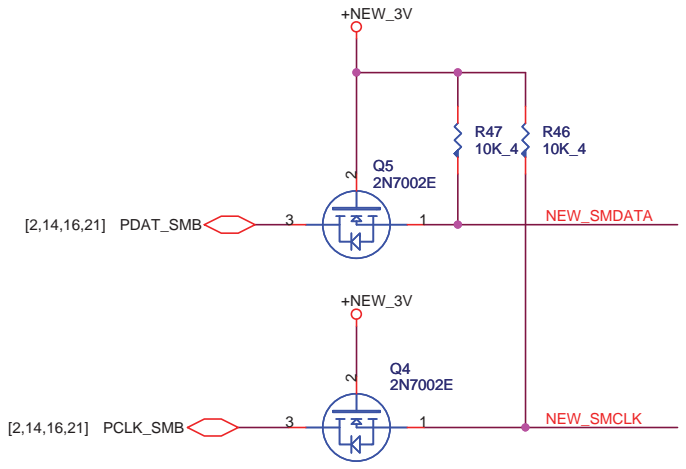 +NEW_3V
R47
10K_4
R46
10K_4
Q5
2N7002E
2
[2,14,16,21] PDAT_SMB
3
1
NEW_SMDATA
+NEW_3V
Q4
2N7002E
2
[2,14,16,21] PCLK_SMB
3
1
NEW_SMCLK